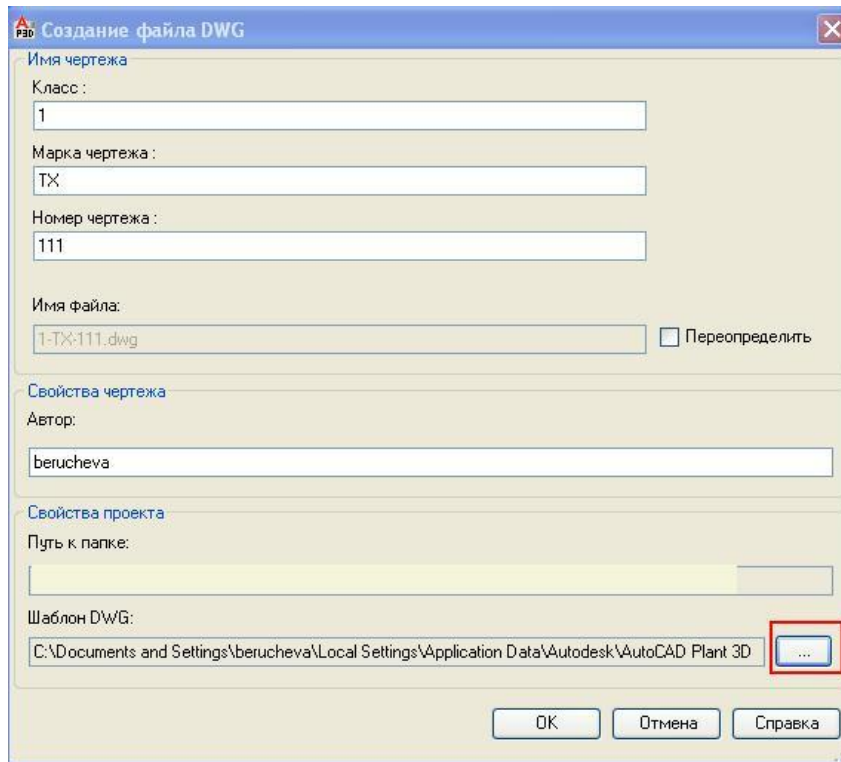 Создание файла DWG
Имя чертежа
Класс :
1
Марка чертежа :
TX
Номер чертежа :
111
Имя файла:
1-TX-111.dwg
Переопределить
Свойства чертежа
Автор:
berucheva
Свойства проекта
Путь к папке:
Шаблон DWG:
C:\Documents and Settings\berucheva\Local Settings\Application Data\Autodesk\AutoCAD Plant 3D
...
OK Отмена Справка